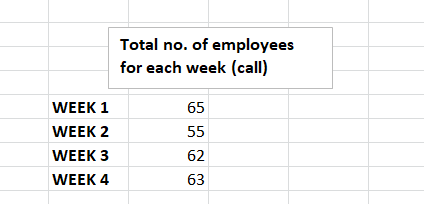 Total no. of employees
for each week (call)
WEEK 1 65
WEEK 2 55
WEEK 3 62
WEEK 4 63